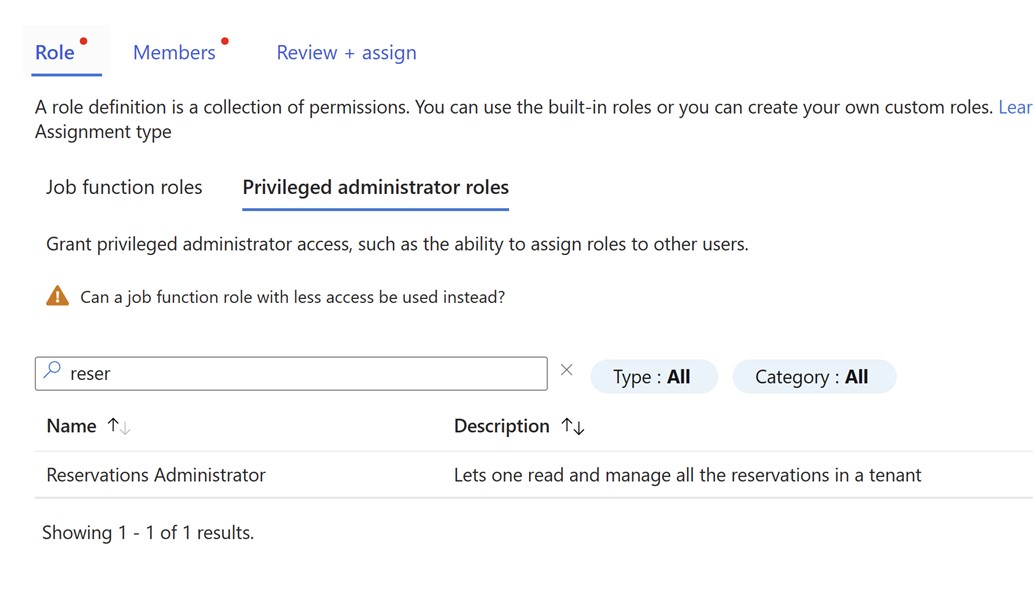 Role Members Review + assign
A role definition is a collection of permissions. You can use the built-in roles or you can create your own custom roles. Lear
Assignment type
Job function roles Privileged administrator roles
Grant privileged administrator access, such as the ability to assign roles to other users.
Can a job function role with less access be used instead?
reser Type : All Category : All
Name ↑↓ Description ↑↓
Reservations Administrator Lets one read and manage all the reservations in a tenant
Showing 1 - 1 of 1 results.